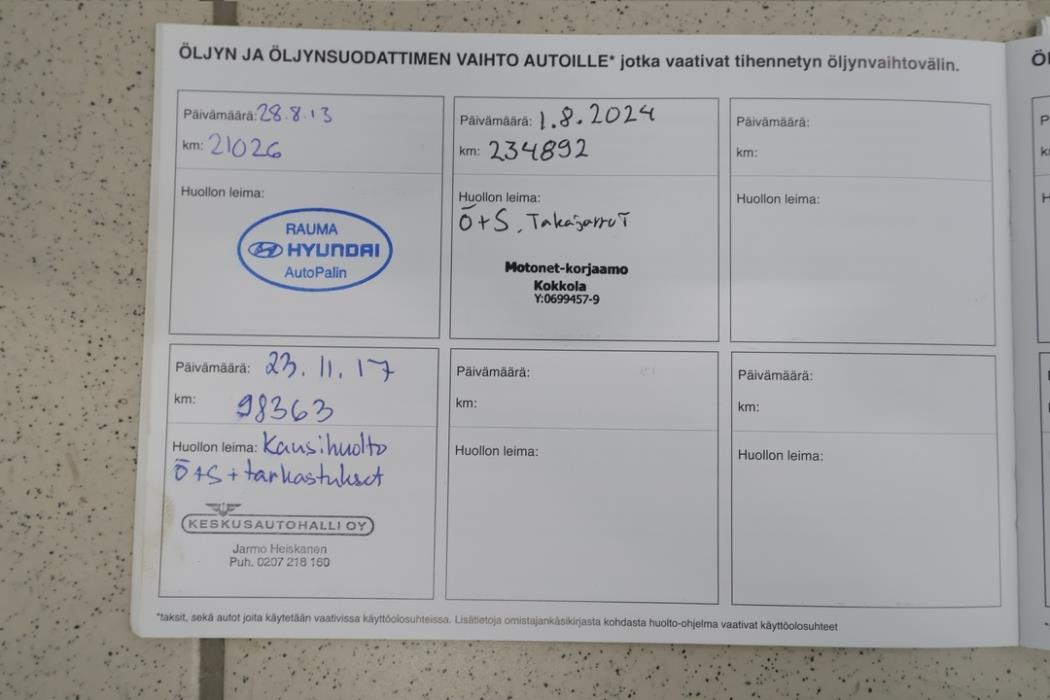 ÖLJYN JA ÖLJYNSUODATTIMEN VAIHTO AUTOILLE* jotka vaativat tihennetyn öljynvaihtovälin.
Päivämäärä: 28.8.13
km: 21026
Huollon leima:
RAUMA
HYUNDAI
AutoPalin
Päivämäärä: 1.8.2024
km: 234892
Huollon leima:
Ö+S, Takajarrut
Motonet-korjaamo
Kokkola
Y:0699457-9
Päivämäärä:
km:
Huollon leima:
Päivämäärä: 23.11.17
km: 98363
Huollon leima: Kausihuolto
Ö+S + tarkastukset
KESKUSAUTOHALLI OY
Jarmo Heiskanen
Puh. 0207 218 160
Päivämäärä:
km:
Huollon leima:
Päivämäärä:
km:
Huollon leima:
*taksit, sekä autot joita käytetään vaativissa käyttöolosuhteissa. Lisätietoja omistajankäsikirjasta kohdasta huolto-ohjelma vaativat käyttöolosuhteet